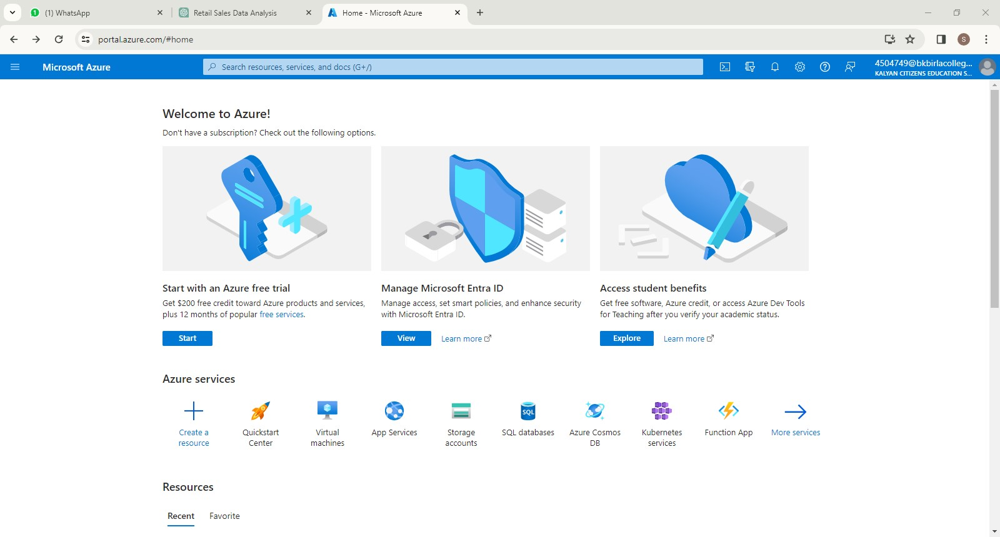 (1) WhatsApp
Retail Sales Data Analysis
Home - Microsoft Azure
portal.azure.com/#home
S
Microsoft Azure
Search resources, services, and docs (G+/)
4504749@bkbirlacolleg...
KALYAN CITIZENS EDUCATION S...
Welcome to Azure!
Don't have a subscription? Check out the following options.
Start with an Azure free trial
Get $200 free credit toward Azure products and services,
plus 12 months of popular free services.
Start
Manage Microsoft Entra ID
Manage access, set smart policies, and enhance security
with Microsoft Entra ID.
View
Learn more
Access student benefits
Get free software, Azure credit, or access Azure Dev Tools
for Teaching after you verify your academic status.
Explore
Learn more
Azure services
Create a
resource
Quickstart
Center
Virtual
machines
App Services
Storage
accounts
SQL
SQL databases
Azure Cosmos
DB
Kubernetes
services
Function App
More services
Resources
Recent
Favorite